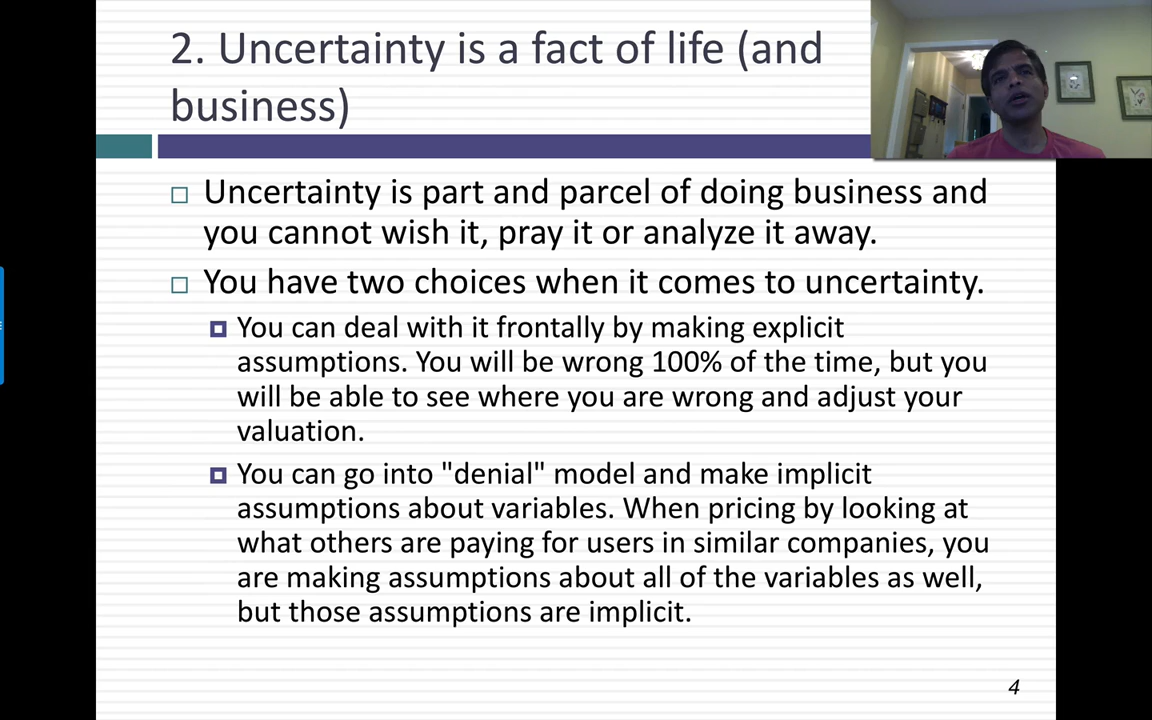 2. Uncertainty is a fact of life (and
business)
Uncertainty is part and parcel of doing business and
you cannot wish it, pray it or analyze it away.
You have two choices when it comes to uncertainty.
You can deal with it frontally by making explicit
assumptions. You will be wrong 100% of the time, but you
will be able to see where you are wrong and adjust your
valuation.
You can go into "denial" model and make implicit
assumptions about variables. When pricing by looking at
what others are paying for users in similar companies, you
are making assumptions about all of the variables as well,
but those assumptions are implicit.
4